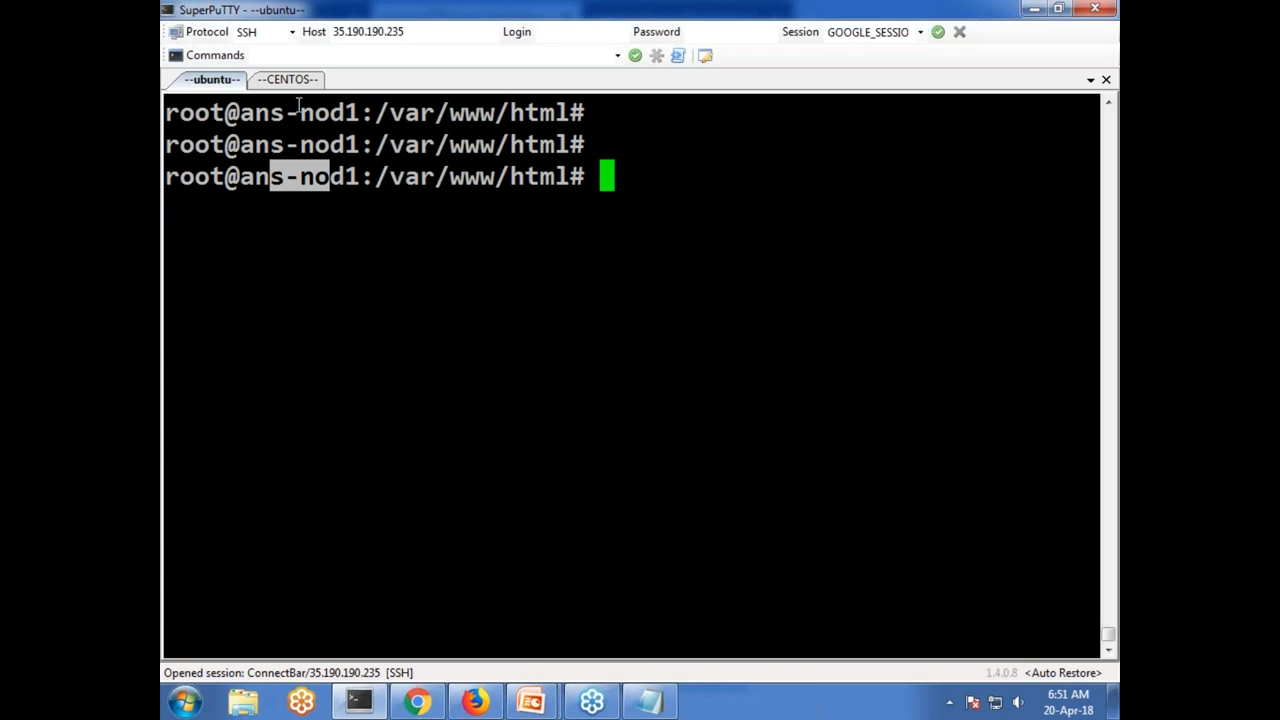 SuperPuTTY - --ubuntu--
Protocol SSH Host 35.190.190.235 Login Password Session GOOGLE_SESSIO
Commands
--ubuntu-- --CENTOS--
root@ans-nod1:/var/www/html#
root@ans-nod1:/var/www/html#
root@ans-nod1:/var/www/html#
Opened session: ConnectBar/35.190.190.235 [SSH] 1.4.0.8 <Auto Restore>
6:51 AM
20-Apr-18